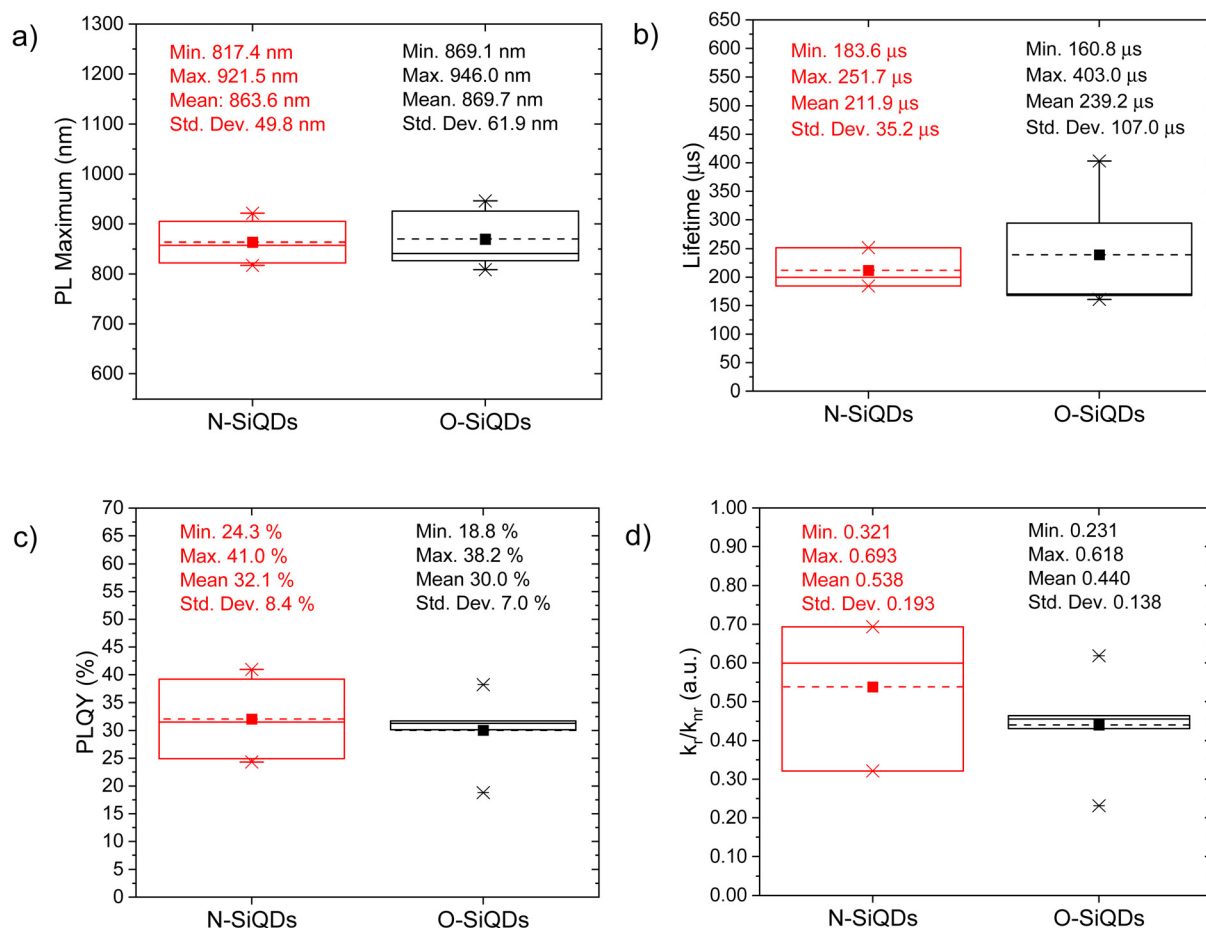 a)
PL Maximum (nm)
1300
1200
1100
1000
900
800
700
600
Min. 817.4 nm
Max. 921.5 nm
Mean: 863.6 nm
Std. Dev. 49.8 nm
Min. 869.1 nm
Max. 946.0 nm
Mean. 869.7 nm
Std. Dev. 61.9 nm
N-SiQDs
O-SiQDs
b)
Lifetime (μs)
650
600
550
500
450
400
350
300
250
200
150
100
50
0
Min. 183.6 μs
Max. 251.7 μs
Mean 211.9 μs
Std. Dev. 35.2 μs
Min. 160.8 μs
Max. 403.0 μs
Mean 239.2 μs
Std. Dev. 107.0 μs
N-SiQDs
O-SiQDs
c)
PLQY (%)
70
65
60
55
50
45
40
35
30
25
20
15
10
5
0
Min. 24.3 %
Max. 41.0 %
Mean 32.1 %
Std. Dev. 8.4 %
Min. 18.8 %
Max. 38.2 %
Mean 30.0 %
Std. Dev. 7.0 %
N-SiQDs
O-SiQDs
d)
kr/knr (a.u.)
1.00
0.90
0.80
0.70
0.60
0.50
0.40
0.30
0.20
0.10
0.00
Min. 0.321
Max. 0.693
Mean 0.538
Std. Dev. 0.193
Min. 0.231
Max. 0.618
Mean 0.440
Std. Dev. 0.138
N-SiQDs
O-SiQDs